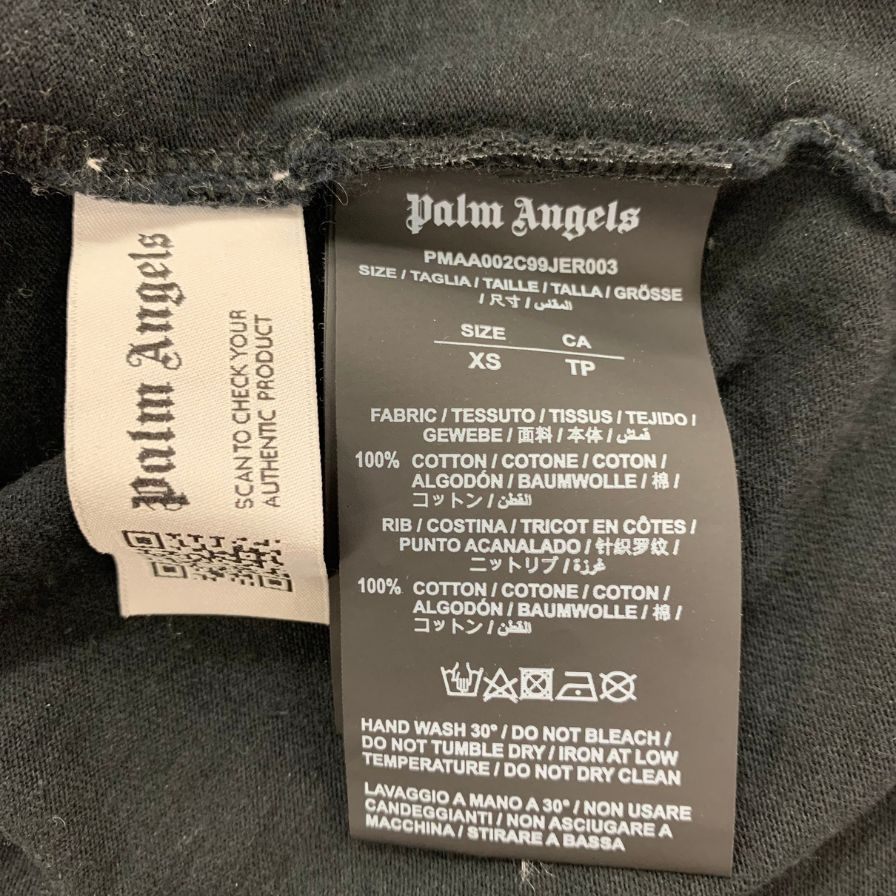 Palm Angels
SCAN TO CHECK YOUR
AUTHENTIC PRODUCT
Palm Angels
PMAA002C99JER003
SIZE / TAGLIA / TAILLE / TALLA / GRÖSSE
/ 尺寸 / المقاس
SIZE CA
XS TP
FABRIC / TESSUTO / TISSUS / TEJIDO /
GEWEBE / 面料 / 本体 / قماش
100% COTTON / COTONE / COTON /
ALGODÓN / BAUMWOLLE / 棉 /
コットン / القطن
RIB / COSTINA / TRICOT EN CÔTES /
PUNTO ACANALADO / 针织罗纹 /
ニットリブ / غرزة
100% COTTON / COTONE / COTON /
ALGODÓN / BAUMWOLLE / 棉 /
コットン / القطن
HAND WASH 30° / DO NOT BLEACH /
DO NOT TUMBLE DRY / IRON AT LOW
TEMPERATURE / DO NOT DRY CLEAN
LAVAGGIO A MANO A 30° / NON USARE
CANDEGGIANTI / NON ASCIUGARE A
MACCHINA / STIRARE A BASSA